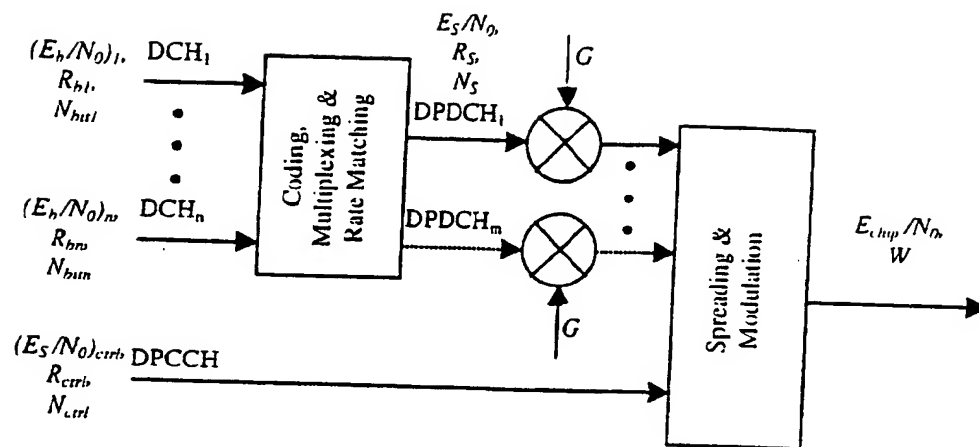 (E_b/N_0)_1, DCH_1
R_b1,
N_bit1
E_S/N_0,
R_S,
N_S
G
DPDCH_1
Coding,
Multiplexing &
Rate Matching
(E_b/N_0)_n, DCH_n
R_bn,
N_bitn
DPDCH_m
G
Spreading &
Modulation
E_chip/N_0,
W
(E_S/N_0)_ctrl, DPCCH
R_ctrl,
N_ctrl